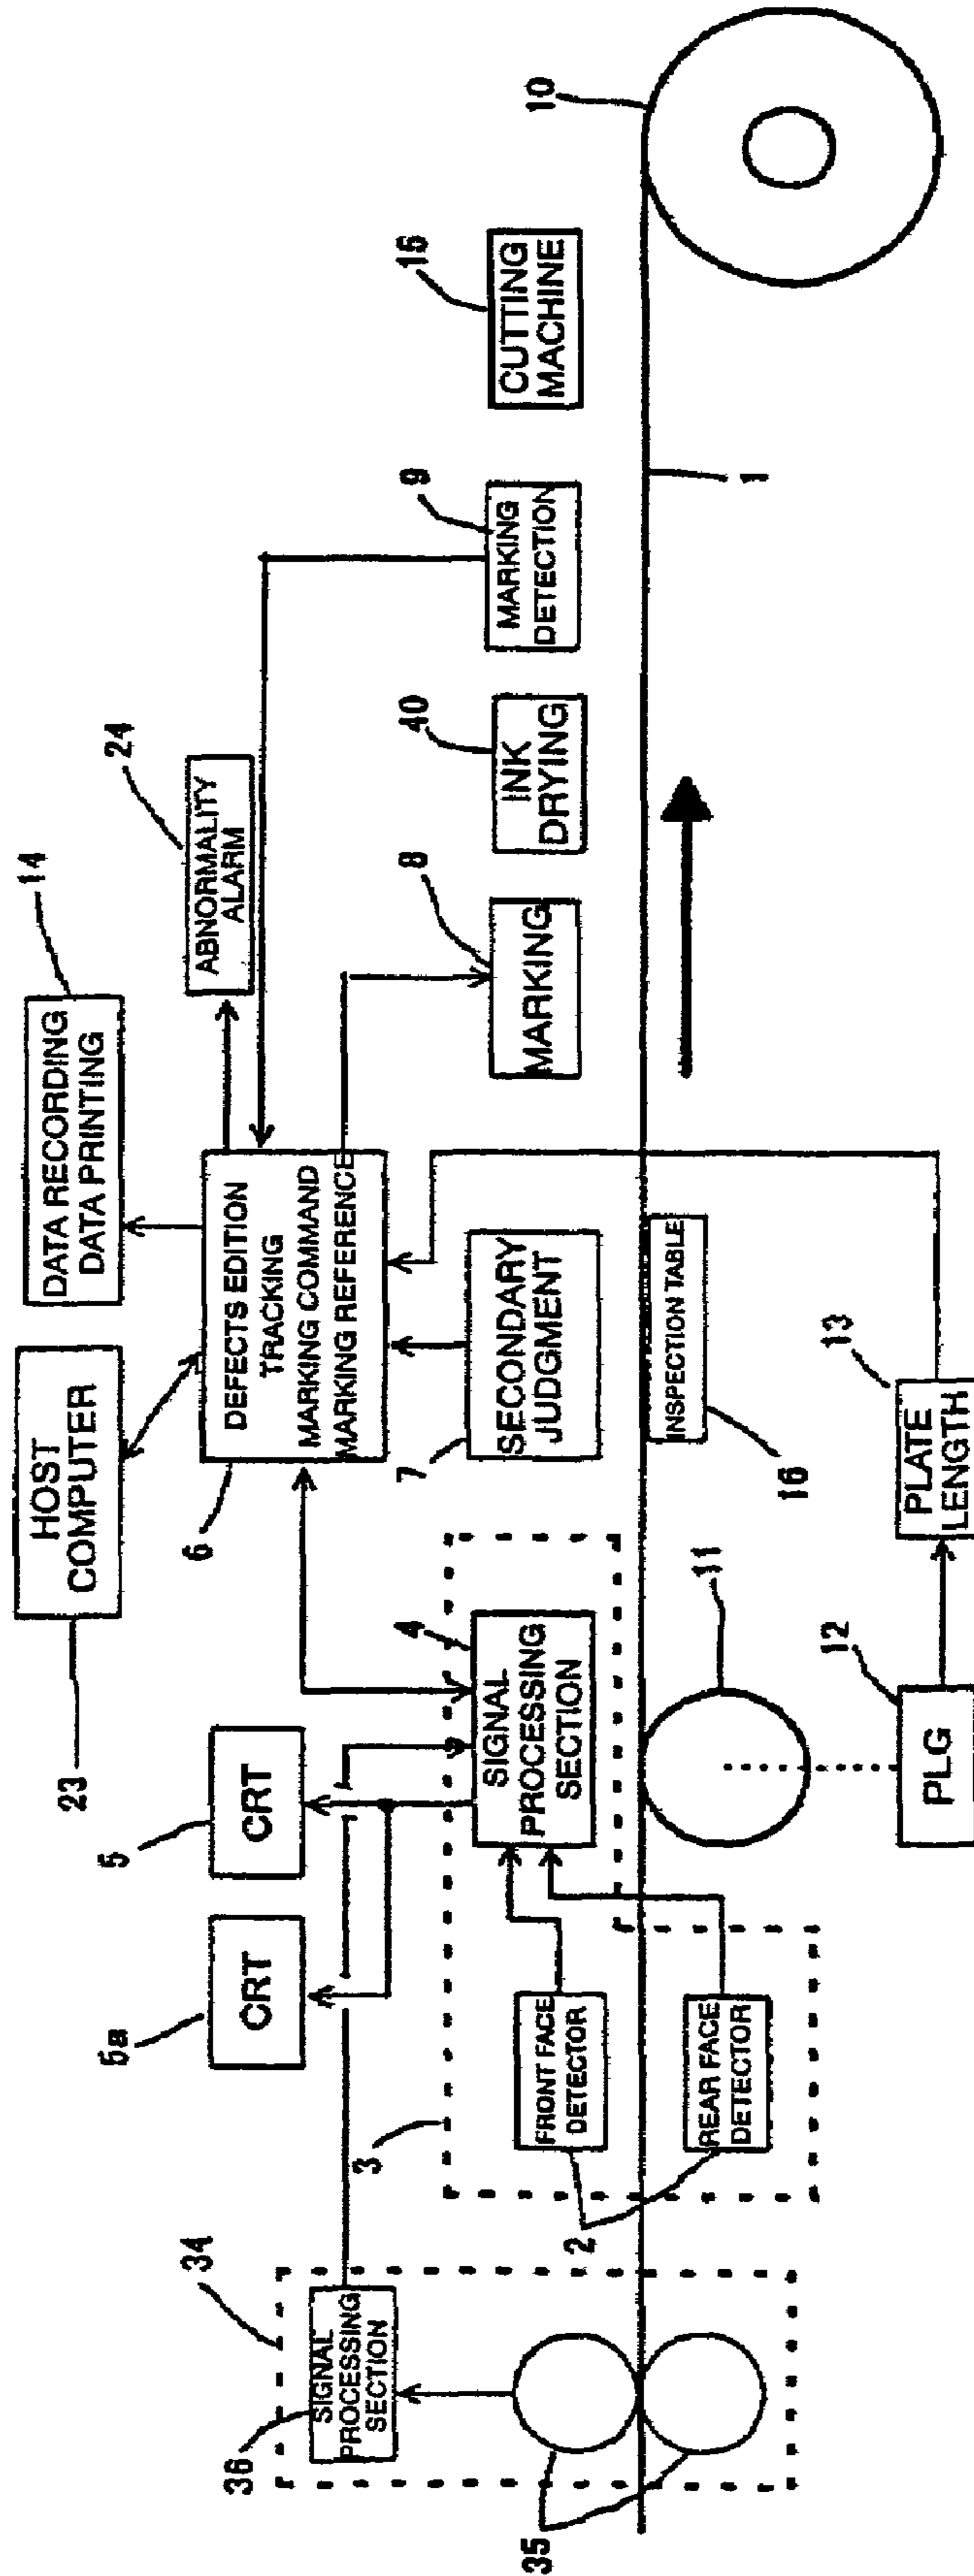 23
HOST
COMPUTER
14
DATA RECORDING
DATA PRINTING
24
ABNORMALITY
ALARM
5a
CRT
5
CRT
6
DEFECTS EDITION
TRACKING
MARKING COMMAND
MARKING REFERENCE
34
36
SIGNAL
PROCESSING
SECTION
3
FRONT FACE
DETECTOR
4
SIGNAL
PROCESSING
SECTION
7
SECONDARY
JUDGMENT
8
MARKING
40
INK
DRYING
9
MARKING
DETECTION
15
CUTTING
MACHINE
10
35
2
REAR FACE
DETECTOR
11
INSPECTION TABLE
16
1
12
PLG
13
PLATE
LENGTH